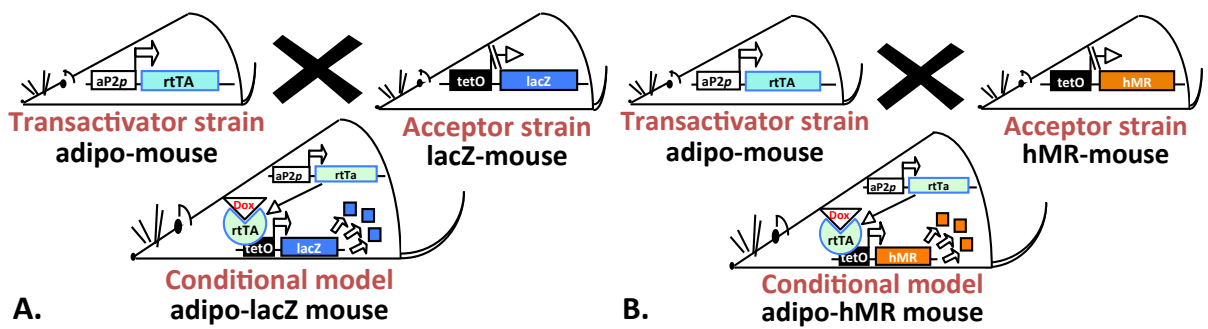 aP2p rtTA
tetO lacZ
Transactivator strain
adipo-mouse
Acceptor strain
lacZ-mouse
aP2p rtTa
Dox
rtTA
tetO lacZ
Conditional model
adipo-lacZ mouse
A.
aP2p rtTA
tetO hMR
Transactivator strain
adipo-mouse
Acceptor strain
hMR-mouse
aP2p rtTa
Dox
rtTA
tetO hMR
Conditional model
adipo-hMR mouse
B.